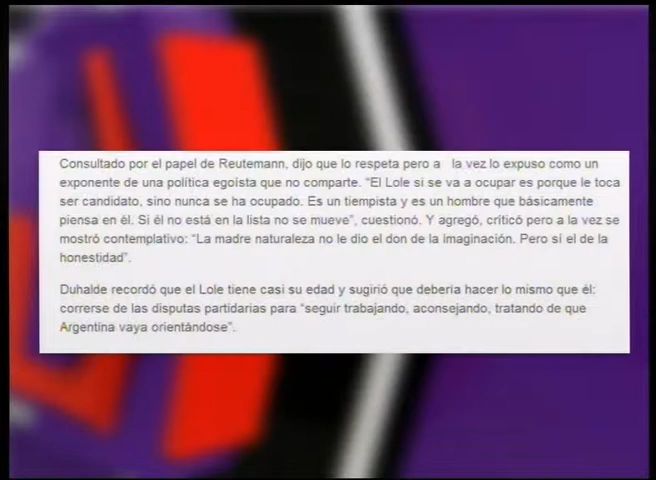 Consultado por el papel de Reutemann, dijo que lo respeta pero a la vez lo expuso como un
exponente de una política egoísta que no comparte. “El Lole si se va a ocupar es porque le toca
ser candidato, sino nunca se ha ocupado. Es un tiempista y es un hombre que básicamente
piensa en él. Si él no está en la lista no se mueve”, cuestionó. Y agregó, criticó pero a la vez se
mostró contemplativo: “La madre naturaleza no le dio el don de la imaginación. Pero sí el de la
honestidad”.
Duhalde recordó que el Lole tiene casi su edad y sugirió que debería hacer lo mismo que él:
correrse de las disputas partidarias para “seguir trabajando, aconsejando, tratando de que
Argentina vaya orientándose”.